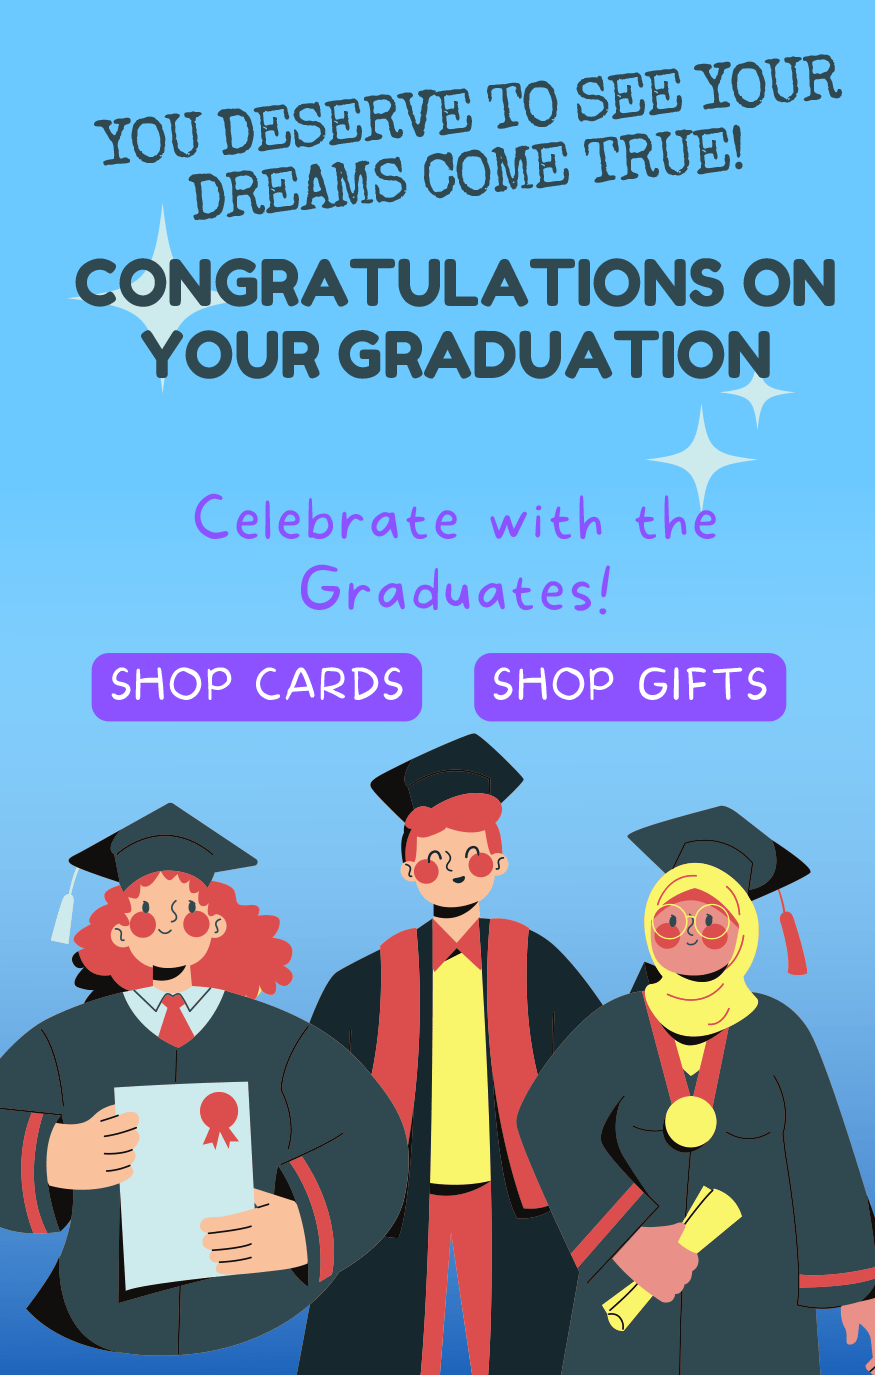 YOU DESERVE TO SEE YOUR
DREAMS COME TRUE!
CONGRATULATIONS ON
YOUR GRADUATION
Celebrate with the
Graduates!
SHOP CARDS
SHOP GIFTS